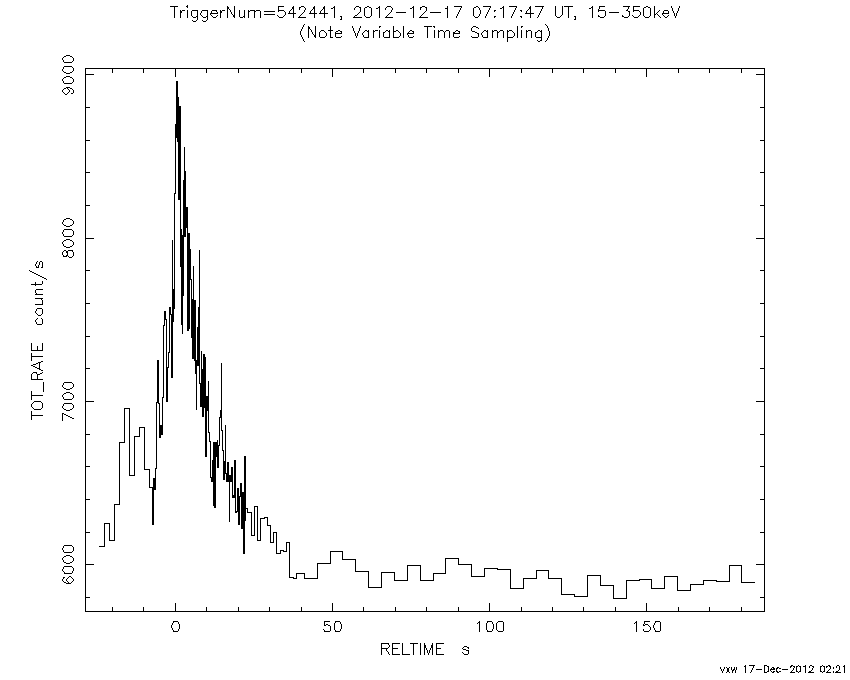 TriggerNum=542441, 2012-12-17 07:17:47 UT, 15-350keV
(Note Variable Time Sampling)
9000
8000
7000
6000
TOT_RATE count/s
0 50 100 150
RELTIME s
vxw 17-Dec-2012 02:21